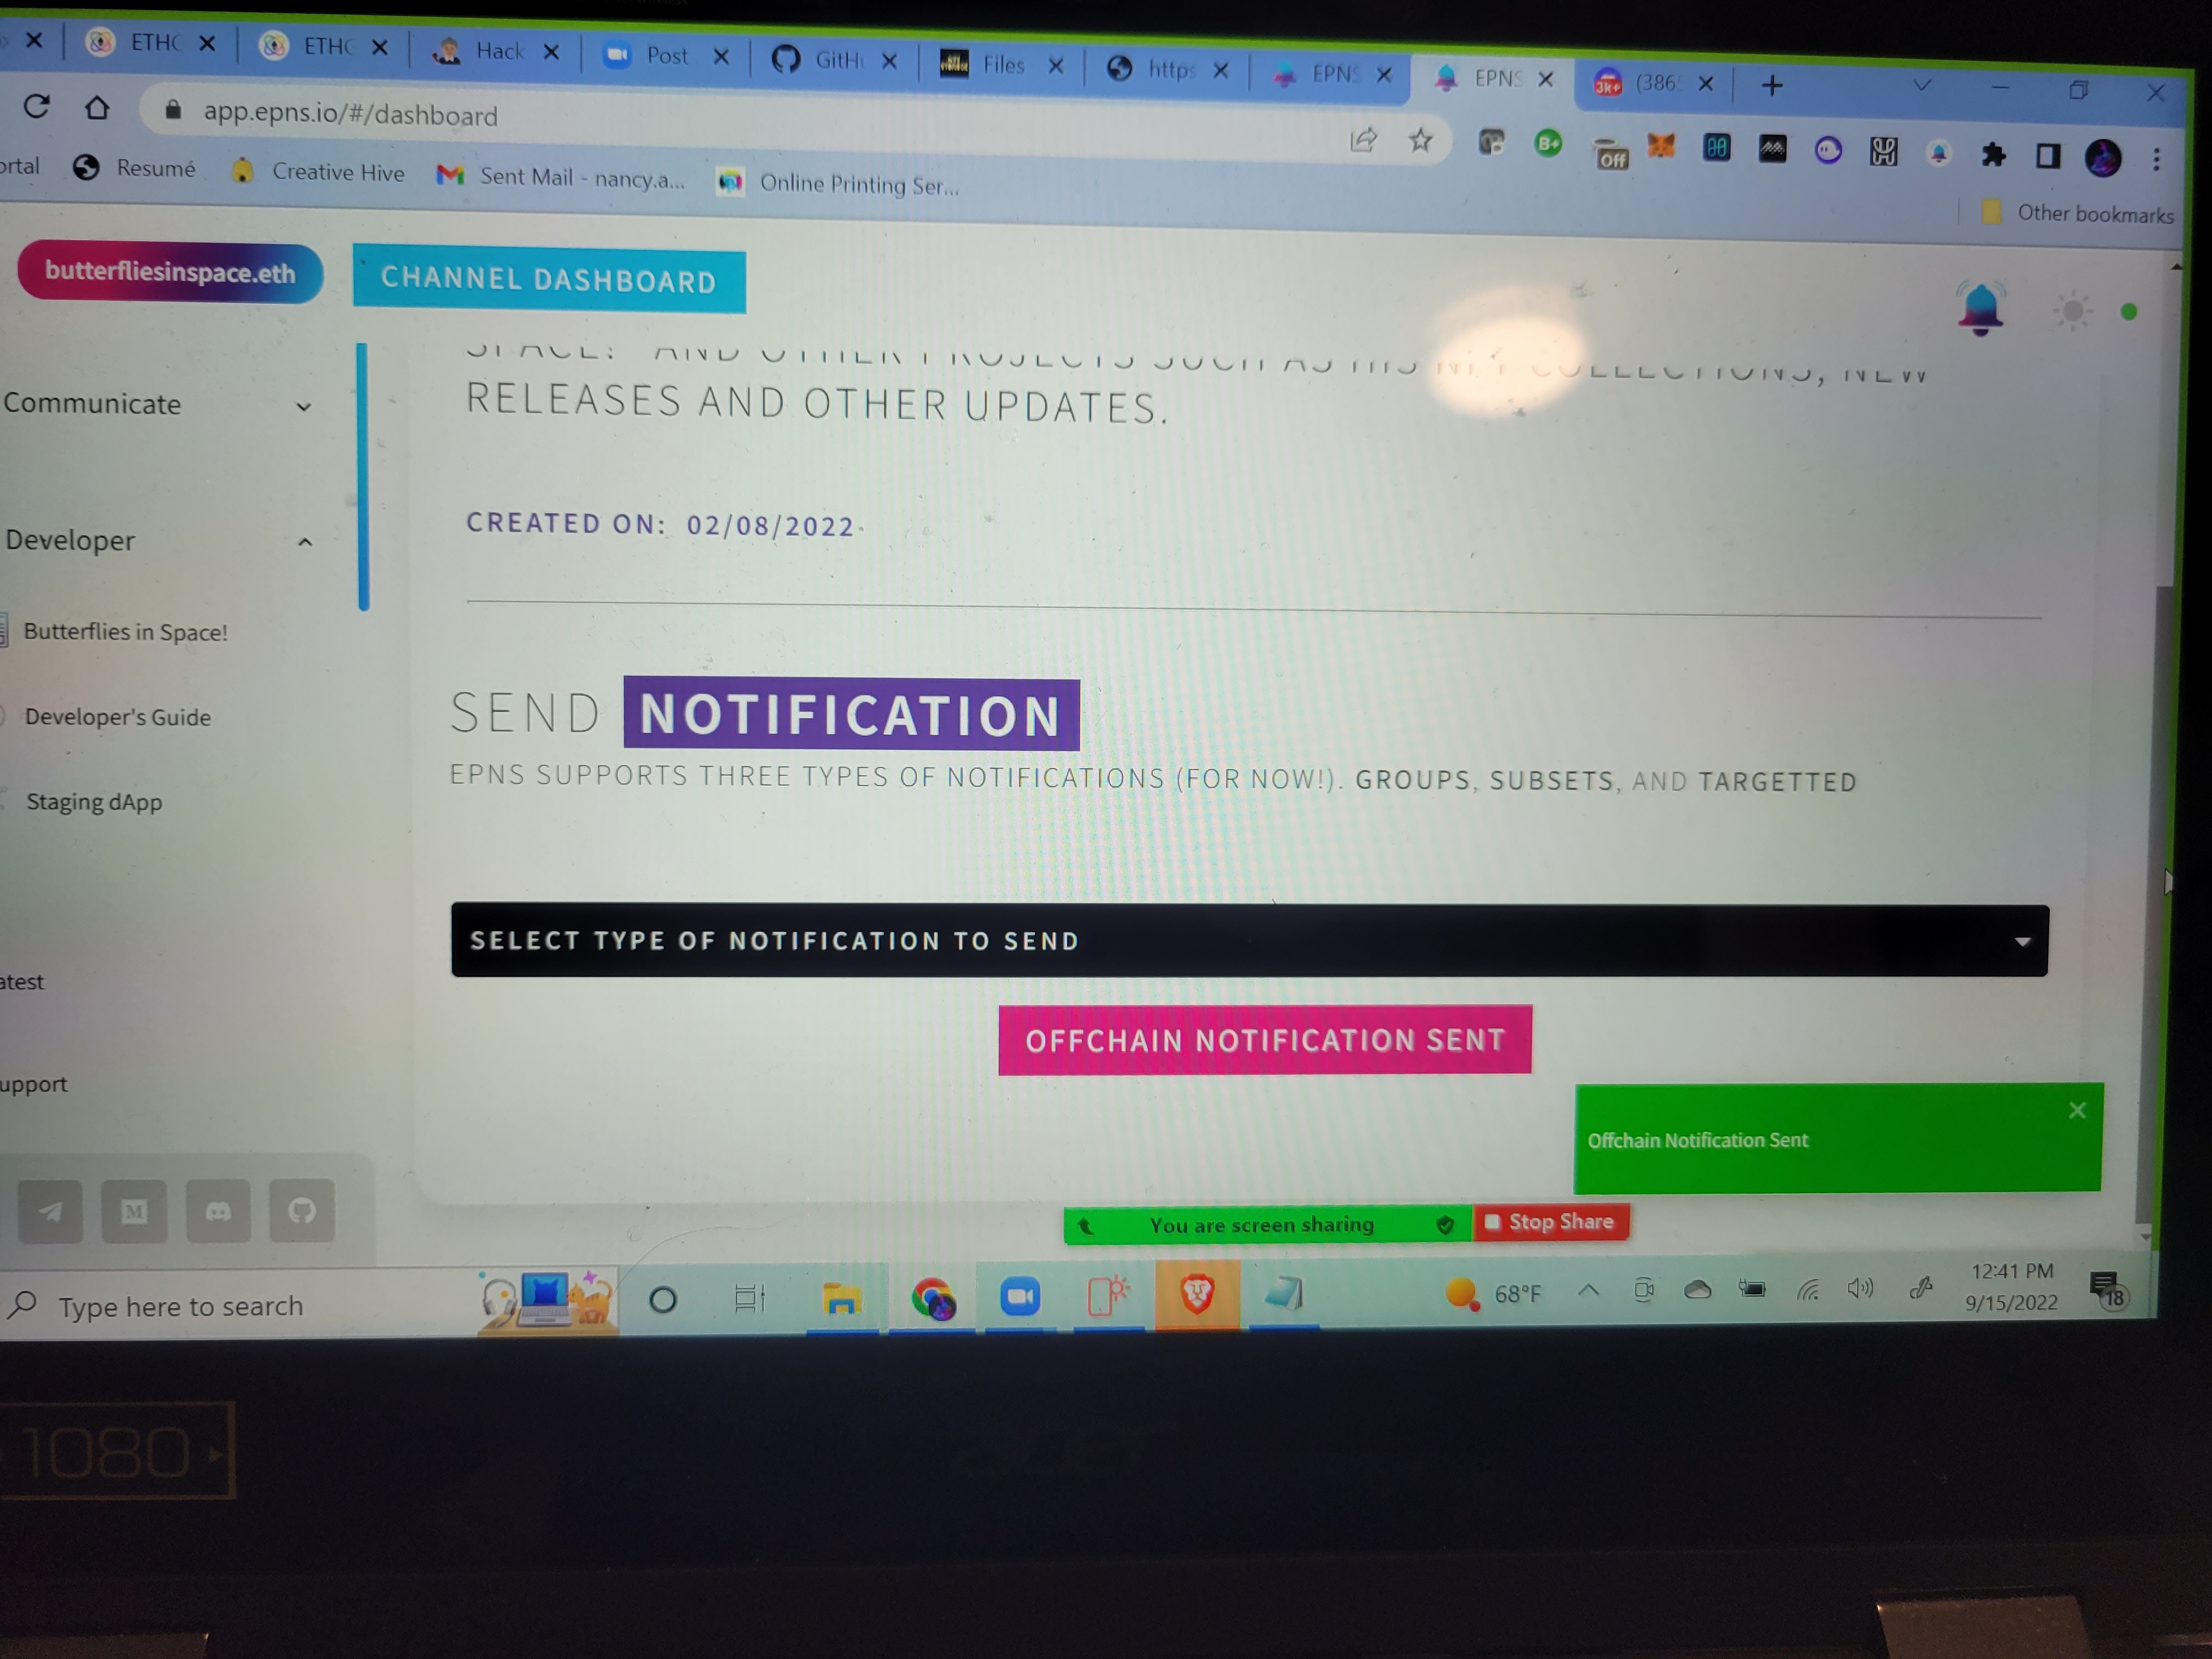 ETHC
ETHC
Hack
Post
GitH
Files
https
EPNS
EPNS
3k+
(386
app.epns.io/#/dashboard
B+
Off
ortal
Resumé
Creative Hive
Sent Mail - nancy.a...
Online Printing Ser...
Other bookmarks
butterfliesinspace.eth
CHANNEL DASHBOARD
SPACE! AND OTHER PROJECTS SUCH AS HIS NFT COLLECTIONS, NEW
RELEASES AND OTHER UPDATES.
Communicate
CREATED ON: 02/08/2022
Developer
Butterflies in Space!
Developer's Guide
Staging dApp
SEND NOTIFICATION
EPNS SUPPORTS THREE TYPES OF NOTIFICATIONS (FOR NOW!). GROUPS, SUBSETS, AND TARGETTED
SELECT TYPE OF NOTIFICATION TO SEND
atest
OFFCHAIN NOTIFICATION SENT
upport
Offchain Notification Sent
You are screen sharing
Stop Share
Type here to search
68°F
12:41 PM
9/15/2022
18
1080